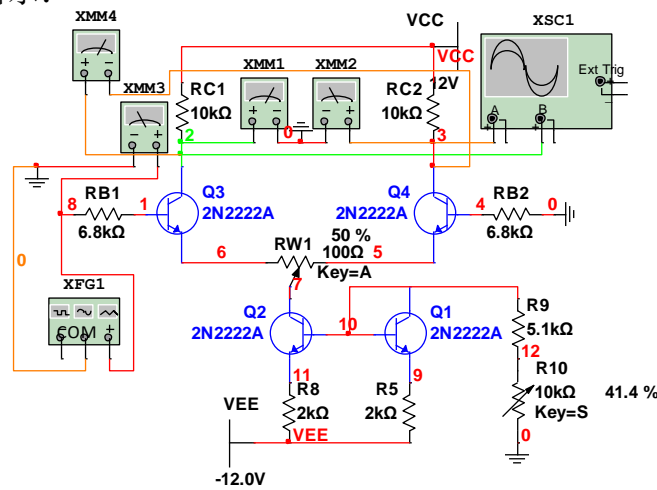 XMM4
VCC
XSC1
VCC
12V
Ext Trig
A
B
XMM3
RC1
10kΩ
2
XMM1
XMM2
0
RC2
10kΩ
3
8
RB1
6.8kΩ
1
Q3
2N2222A
Q4
2N2222A
4
RB2
6.8kΩ
0
6
RW1
50 %
100Ω
Key=A
5
7
0
XFG1
COM
Q2
2N2222A
10
Q1
2N2222A
R9
5.1kΩ
12
R10
10kΩ
Key=S
41.4 %
0
11
R8
2kΩ
9
R5
2kΩ
VEE
VEE
-12.0V